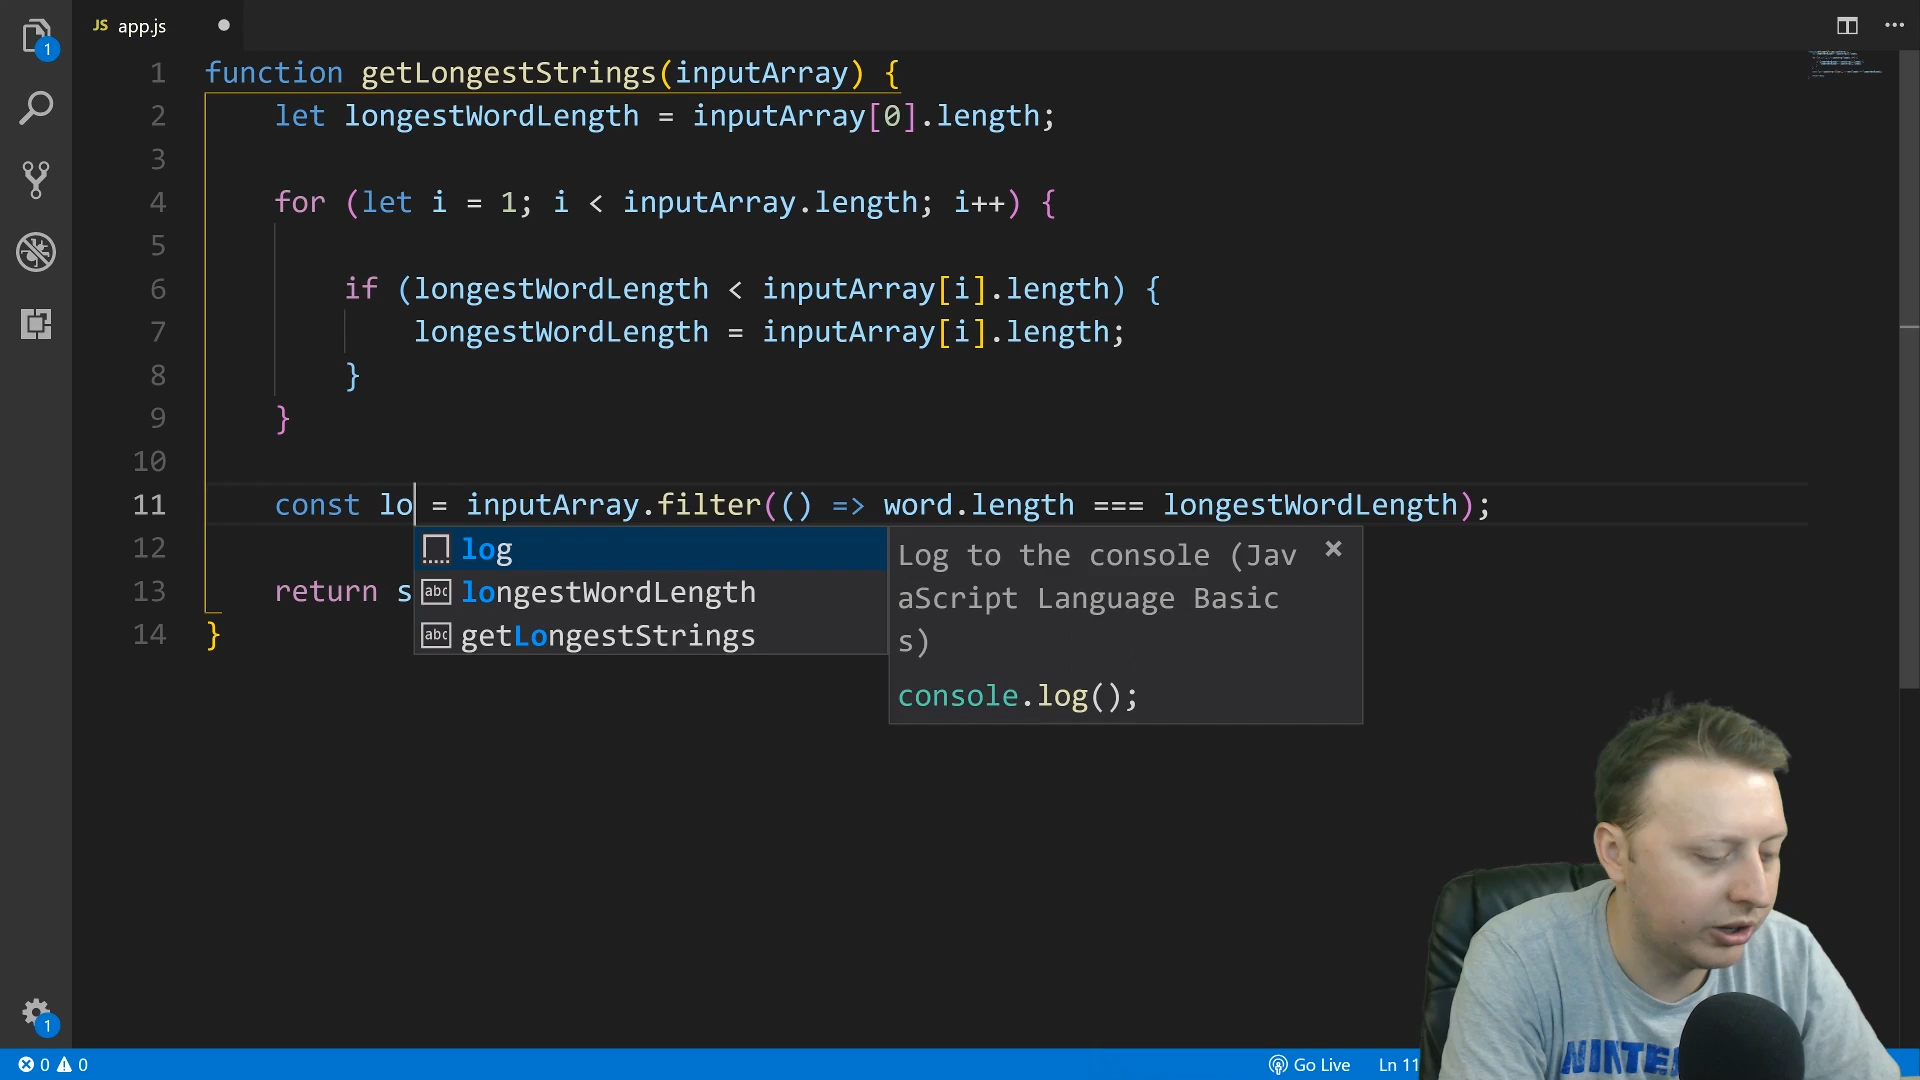 JS app.js
1 function getLongestStrings(inputArray) {
2 let longestWordLength = inputArray[0].length;
3
4 for (let i = 1; i < inputArray.length; i++) {
5
6 if (longestWordLength < inputArray[i].length) {
7 longestWordLength = inputArray[i].length;
8 }
9 }
10
11 const lo = inputArray.filter(() => word.length === longestWordLength);
12
13 return s
14 }
log
longestWordLength
getLongestStrings
Log to the console (Jav
aScript Language Basic
s)
console.log();
1
1
0 0
Go Live Ln 11